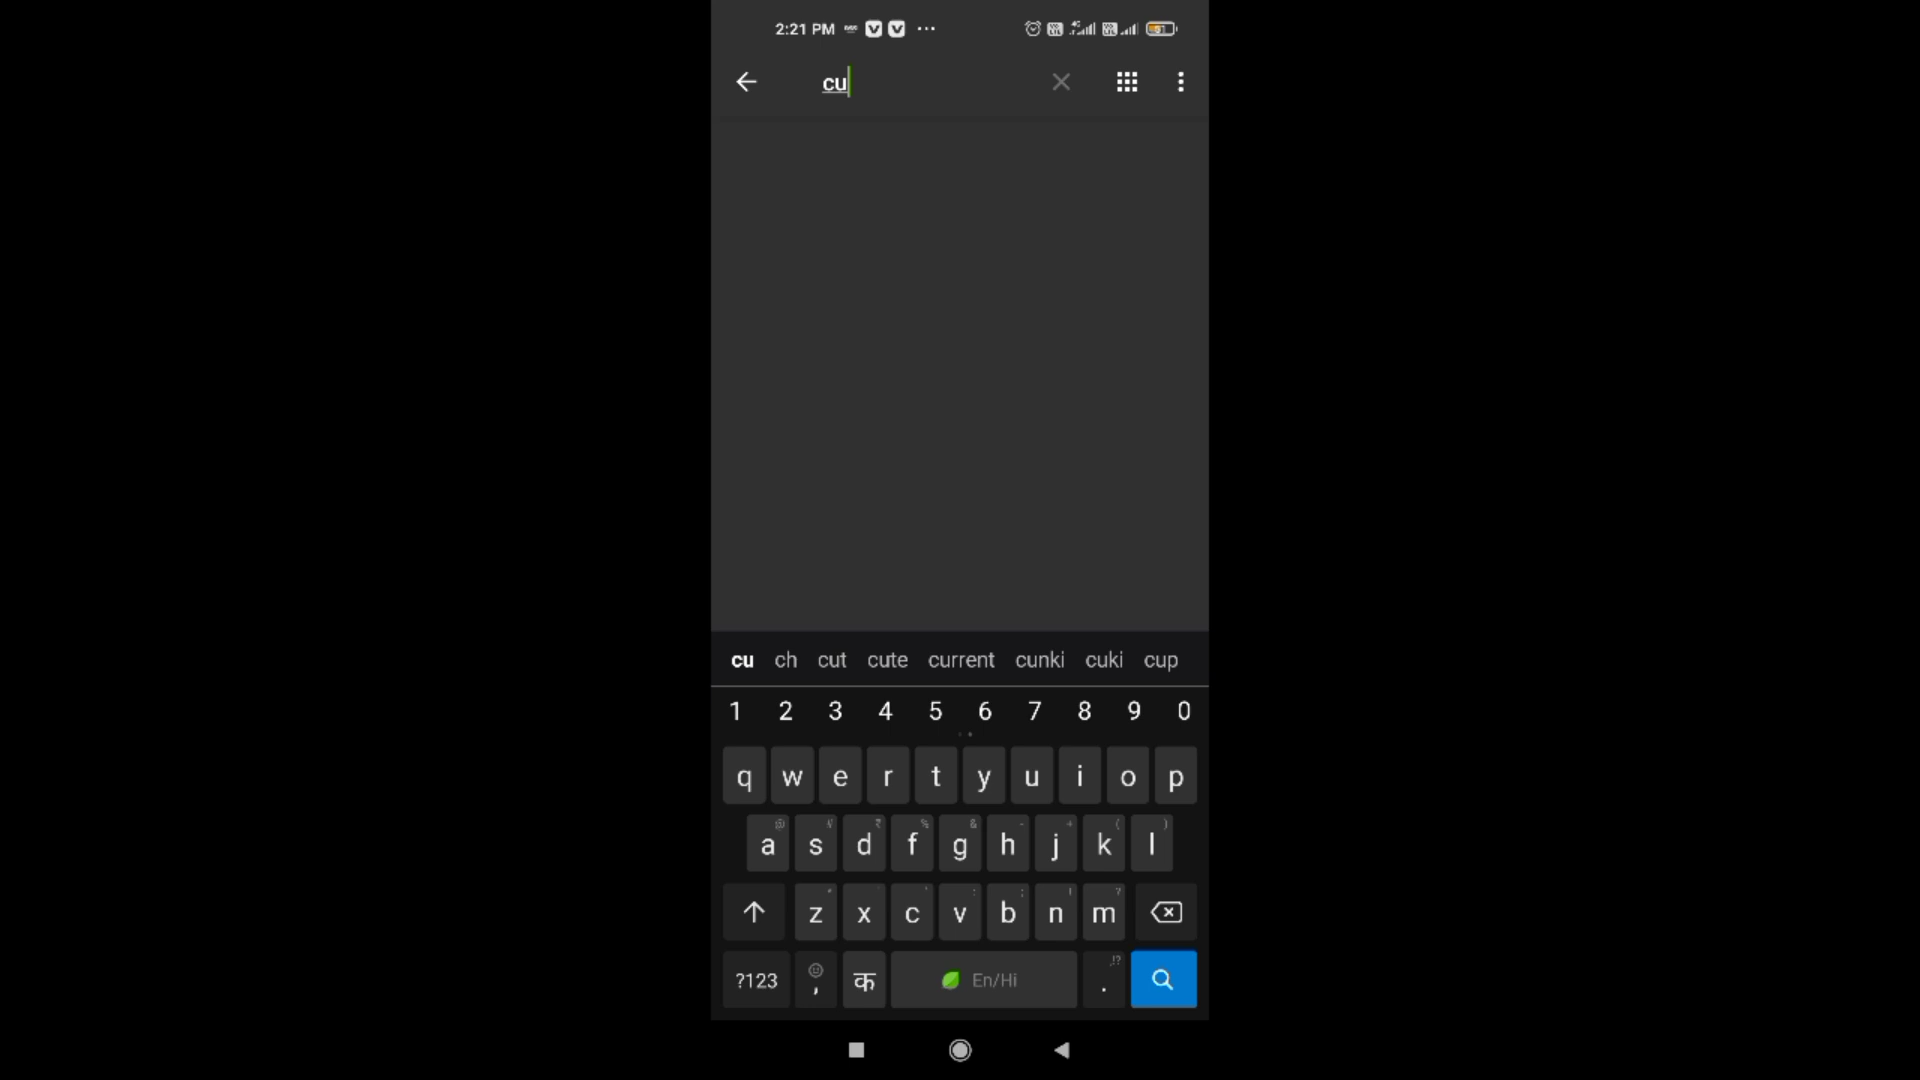 2:21 PM
cu
cu ch cut cute current cunki cuki cup
1 2 3 4 5 6 7 8 9 0
q w e r t y u i o p
@ # ₹ % & - + ( )
a s d f g h j k l
z x c v b n m
?123 , क En/Hi . ,!?